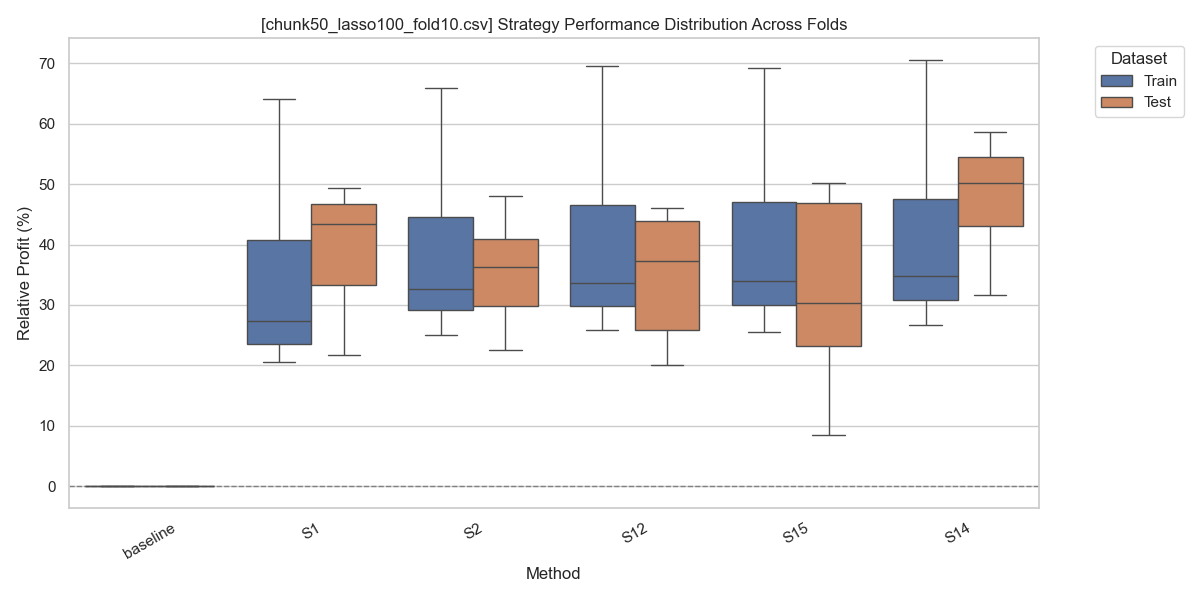 [chunk50_lasso100_fold10.csv] Strategy Performance Distribution Across Folds
Dataset
Train
Test
Relative Profit (%)
70
60
50
40
30
20
10
0
baseline
S1
S2
S12
S15
S14
Method